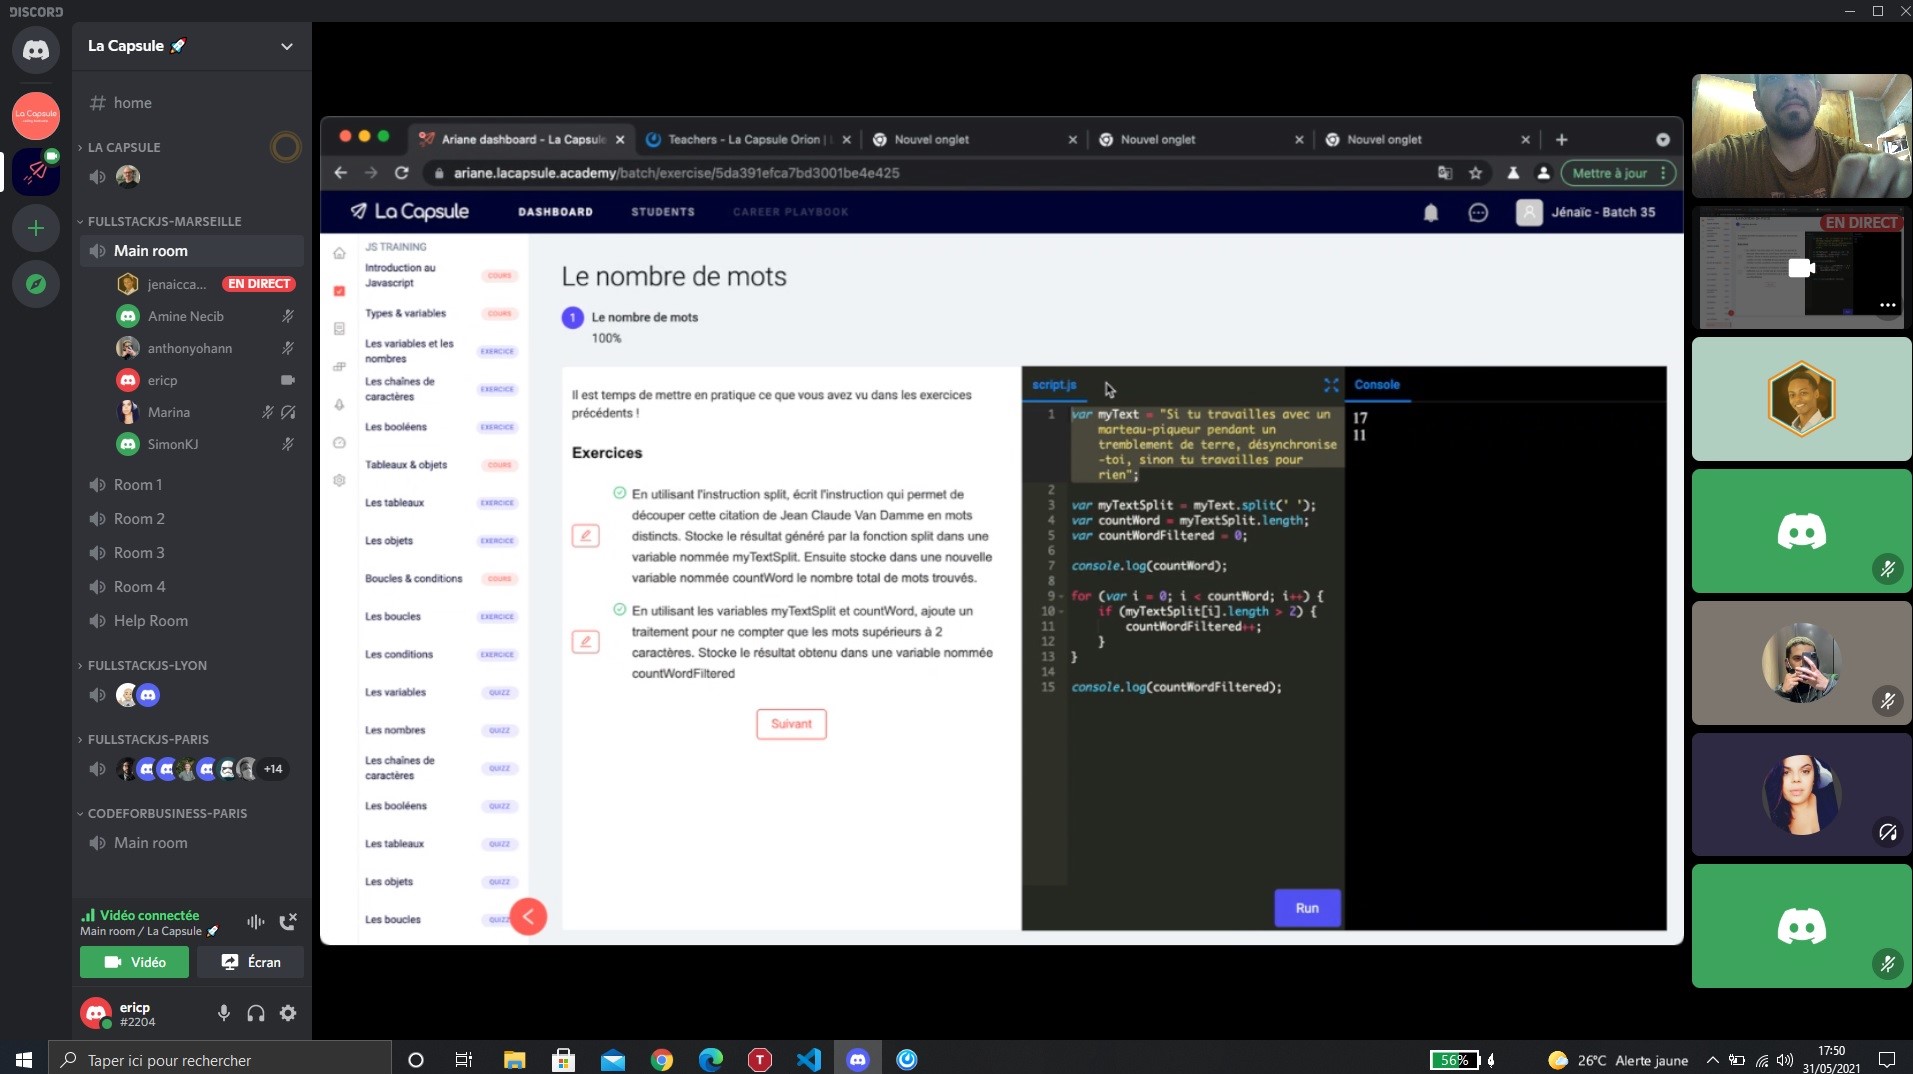 DISCORD
La Capsule 🚀
home
LA CAPSULE
FULLSTACKJS-MARSEILLE
Main room
jenaicca... EN DIRECT
Amine Necib
anthonyohann
ericp
Marina
SimonKJ
Room 1
Room 2
Room 3
Room 4
Help Room
FULLSTACKJS-LYON
FULLSTACKJS-PARIS
+14
CODEFORBUSINESS-PARIS
Main room
Vidéo connectée
Main room / La Capsule 🚀
Vidéo
Écran
ericp
#2204
Ariane dashboard - La Capsule
Teachers - La Capsule Orion |
Nouvel onglet
Nouvel onglet
Nouvel onglet
ariane.lacapsule.academy/batch/exercise/5da391efca7bd3001be4e425
Mettre à jour
La Capsule
DASHBOARD
STUDENTS
CAREER PLAYBOOK
Jénaïc - Batch 35
JS TRAINING
Introduction au
Javascript
COURS
Types & variables
COURS
Les variables et les
nombres
EXERCICE
Les chaînes de
caractères
EXERCICE
Les booléens
EXERCICE
Tableaux & objets
COURS
Les tableaux
EXERCICE
Les objets
EXERCICE
Boucles & conditions
COURS
Les boucles
EXERCICE
Les conditions
EXERCICE
Les variables
QUIZZ
Les nombres
QUIZZ
Les chaînes de
caractères
QUIZZ
Les booléens
QUIZZ
Les tableaux
QUIZZ
Les objets
QUIZZ
Les boucles
QUIZZ
Le nombre de mots
1 Le nombre de mots
100%
Il est temps de mettre en pratique ce que vous avez vu dans les exercices
précédents !
Exercices
En utilisant l'instruction split, écrit l'instruction qui permet de
découper cette citation de Jean Claude Van Damme en mots
distincts. Stocke le résultat généré par la fonction split dans une
variable nommée myTextSplit. Ensuite stocke dans une nouvelle
variable nommée countWord le nombre total de mots trouvés.
En utilisant les variables myTextSplit et countWord, ajoute un
traitement pour ne compter que les mots supérieurs à 2
caractères. Stocke le résultat obtenu dans une variable nommée
countWordFiltered
Suivant
script.js
1 var myText = "Si tu travailles avec un
marteau-piqueur pendant un
tremblement de terre, désynchronise
-toi, sinon tu travailles pour
rien";
2
3 var myTextSplit = myText.split(' ');
4 var countWord = myTextSplit.length;
5 var countWordFiltered = 0;
6
7 console.log(countWord);
8
9 for (var i = 0; i < countWord; i++) {
10 if (myTextSplit[i].length > 2) {
11 countWordFiltered++;
12 }
13 }
14
15 console.log(countWordFiltered);
Run
Console
17
11
EN DIRECT
Taper ici pour rechercher
56%
26°C Alerte jaune
17:50
31/05/2021